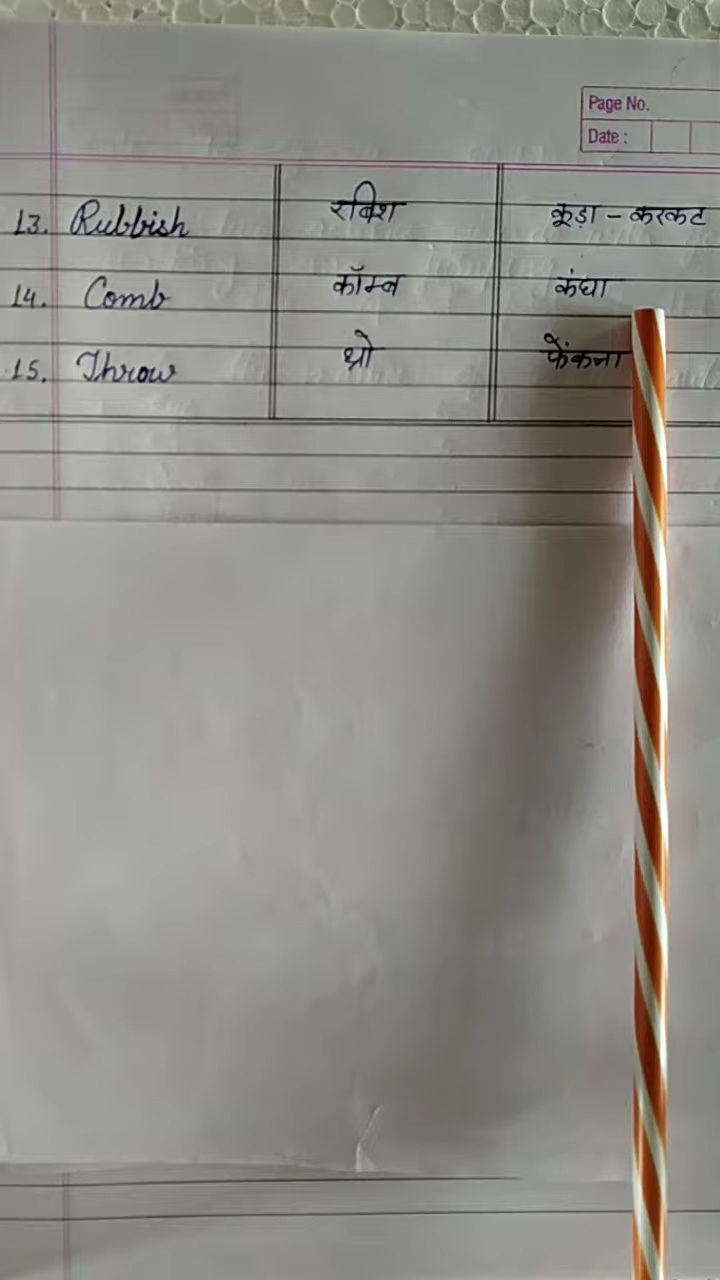 Page No.
Date :
13. Rubbish रबिश कूड़ा - करकट
14. Comb कॉम्ब कंघा
15. Throw थ्रो फेंकना